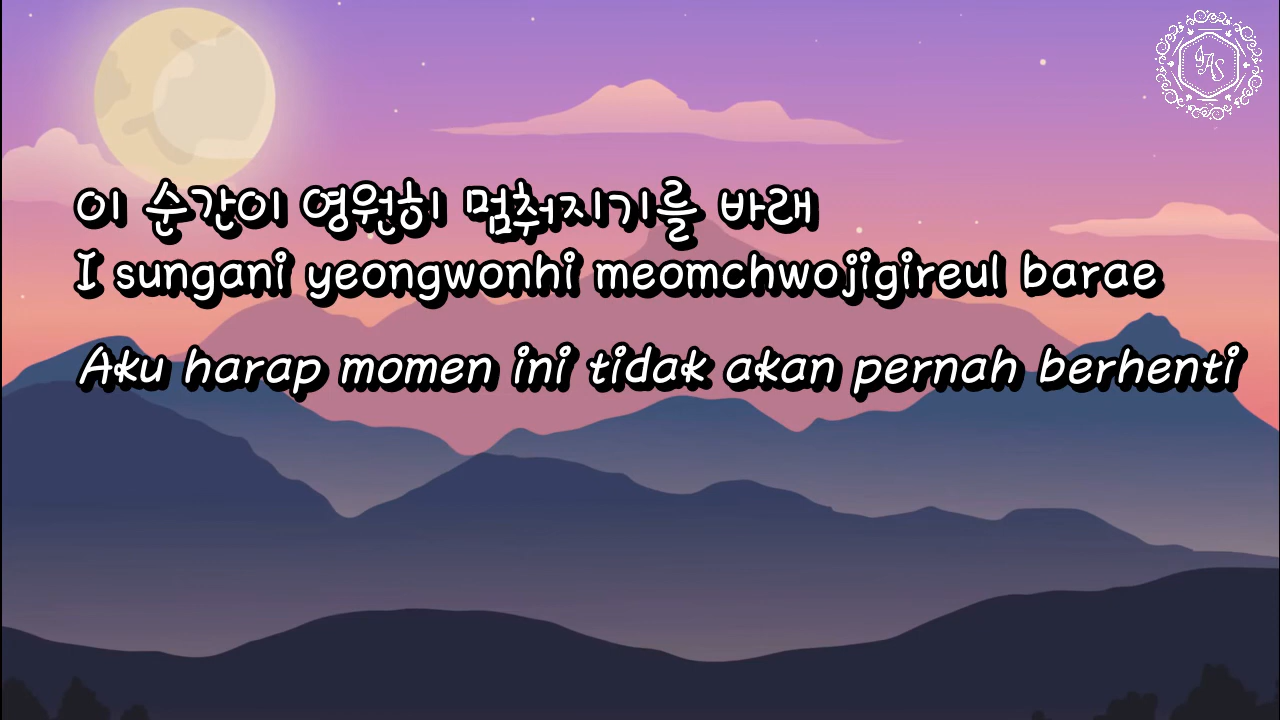 IAS
이 순간이 영원히 멈춰지기를 바래
I sungani yeongwonhi meomchwojigireul barae
Aku harap momen ini tidak akan pernah berhenti